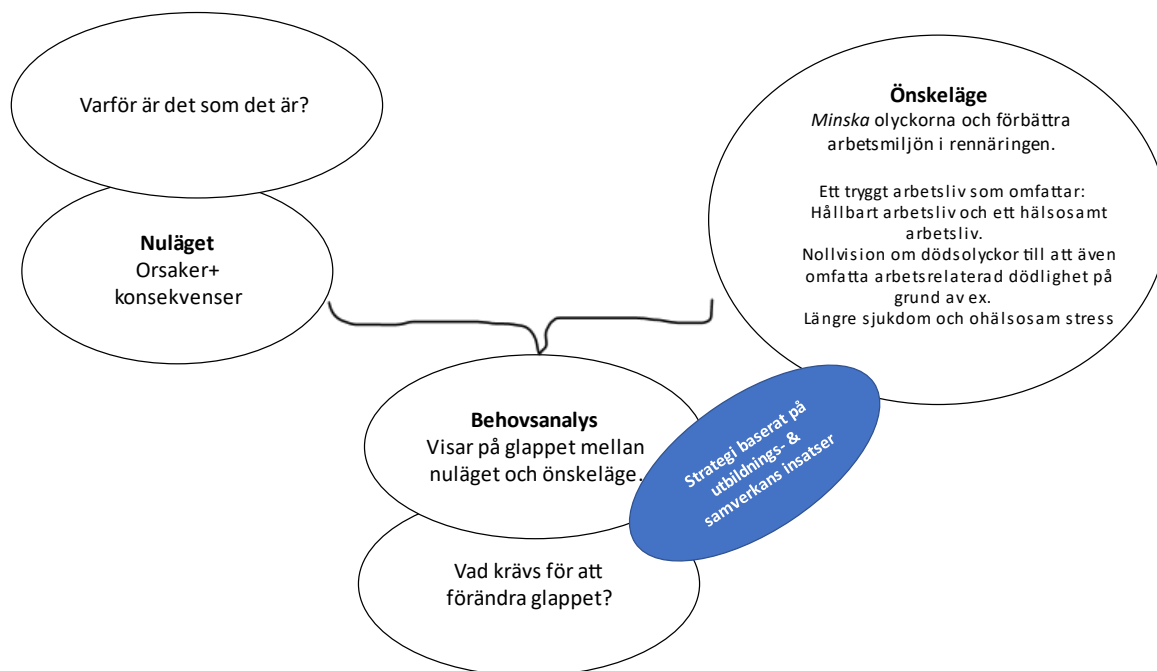 Varför är det som det är?
Nuläget
Orsaker+
konsekvenser
Önskeläge
Minska olyckorna och förbättra
arbetsmiljön i rennäringen.
Ett tryggt arbetsliv som omfattar:
Hållbart arbetsliv och ett hälsosamt
arbetsliv.
Nollvision om dödsolyckor till att även
omfatta arbetsrelaterad dödlighet på
grund av ex.
Längre sjukdom och ohälsosam stress
Behovsanalys
Visar på glappet mellan
nuläget och önskeläge.
Strategi baserat på
utbildnings- &
samverkans insatser
Vad krävs för att
förändra glappet?